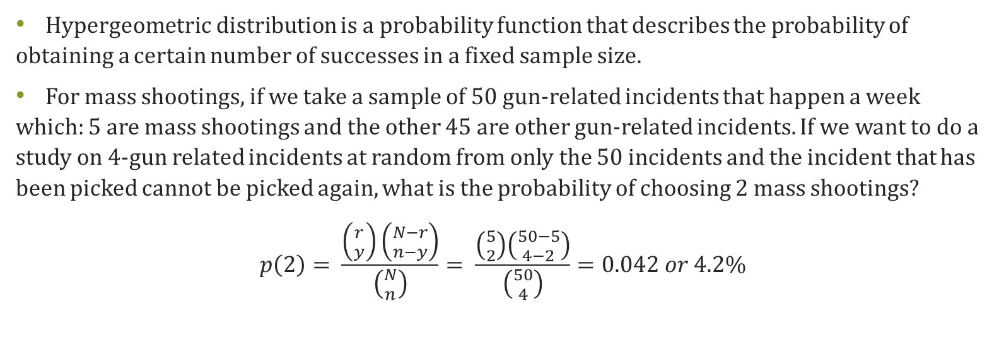 • Hypergeometric distribution is a probability function that describes the probability of
obtaining a certain number of successes in a fixed sample size.
• For mass shootings, if we take a sample of 50 gun-related incidents that happen a week
which: 5 are mass shootings and the other 45 are other gun-related incidents. If we want to do a
study on 4-gun related incidents at random from only the 50 incidents and the incident that has
been picked cannot be picked again, what is the probability of choosing 2 mass shootings?
p(2) = \frac{\binom{r}{y}\binom{N-r}{n-y}}{\binom{N}{n}} = \frac{\binom{5}{2}\binom{50-5}{4-2}}{\binom{50}{4}} = 0.042 or 4.2%